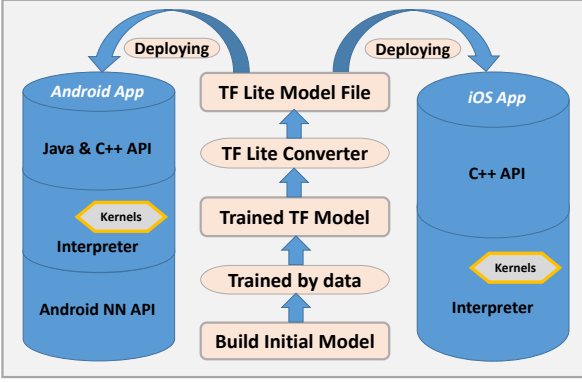 Deploying
Deploying
Android App
Java & C++ API
Kernels
Interpreter
Android NN API
TF Lite Model File
TF Lite Converter
Trained TF Model
Trained by data
Build Initial Model
iOS App
C++ API
Kernels
Interpreter